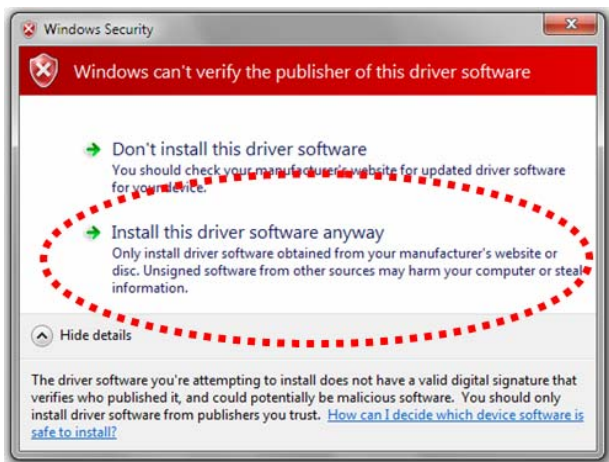 Windows Security
Windows can't verify the publisher of this driver software
Don't install this driver software
You should check your manufacturer's website for updated driver software
for your device.
Install this driver software anyway
Only install driver software obtained from your manufacturer's website or
disc. Unsigned software from other sources may harm your computer or steal
information.
Hide details
The driver software you're attempting to install does not have a valid digital signature that
verifies who published it, and could potentially be malicious software. You should only
install driver software from publishers you trust. How can I decide which device software is
safe to install?